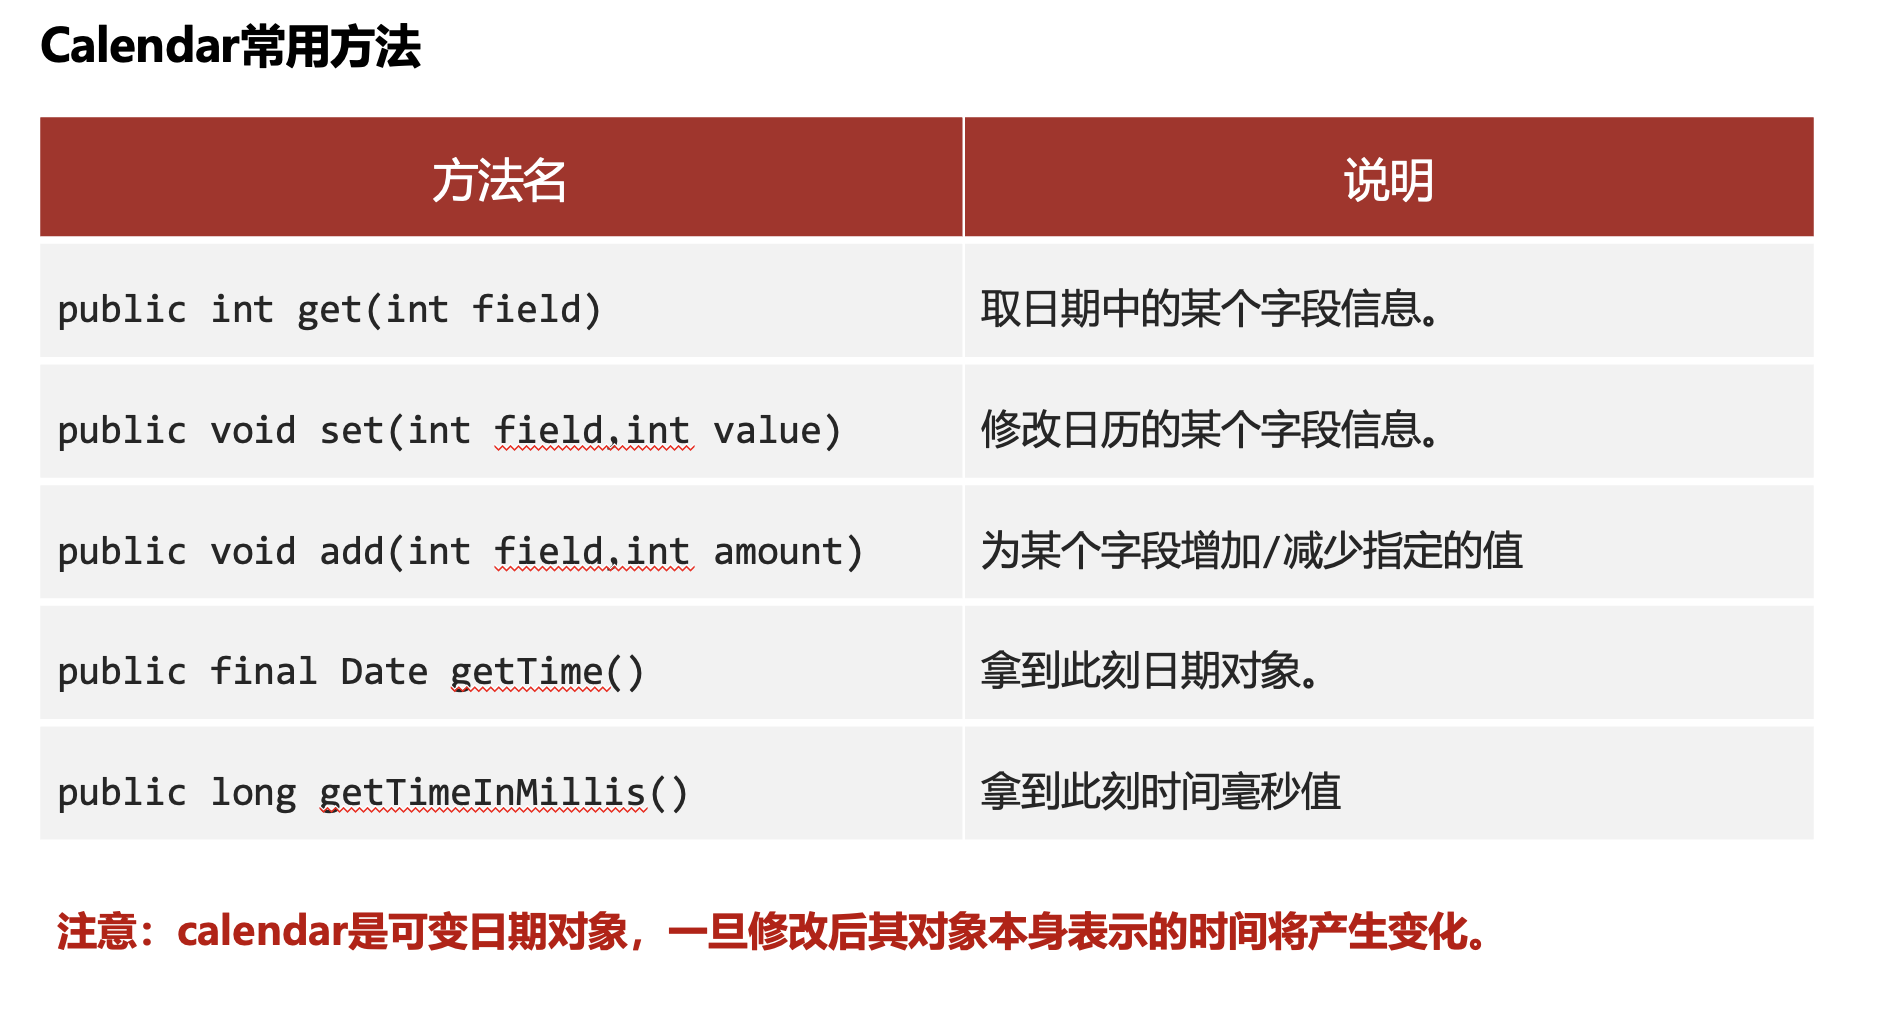 Calendar常用方法
方法名 说明
public int get(int field) 取日期中的某个字段信息。
public void set(int field,int value) 修改日历的某个字段信息。
public void add(int field,int amount) 为某个字段增加/减少指定的值
public final Date getTime() 拿到此刻日期对象。
public long getTimeInMillis() 拿到此刻时间毫秒值
注意：calendar是可变日期对象，一旦修改后其对象本身表示的时间将产生变化。